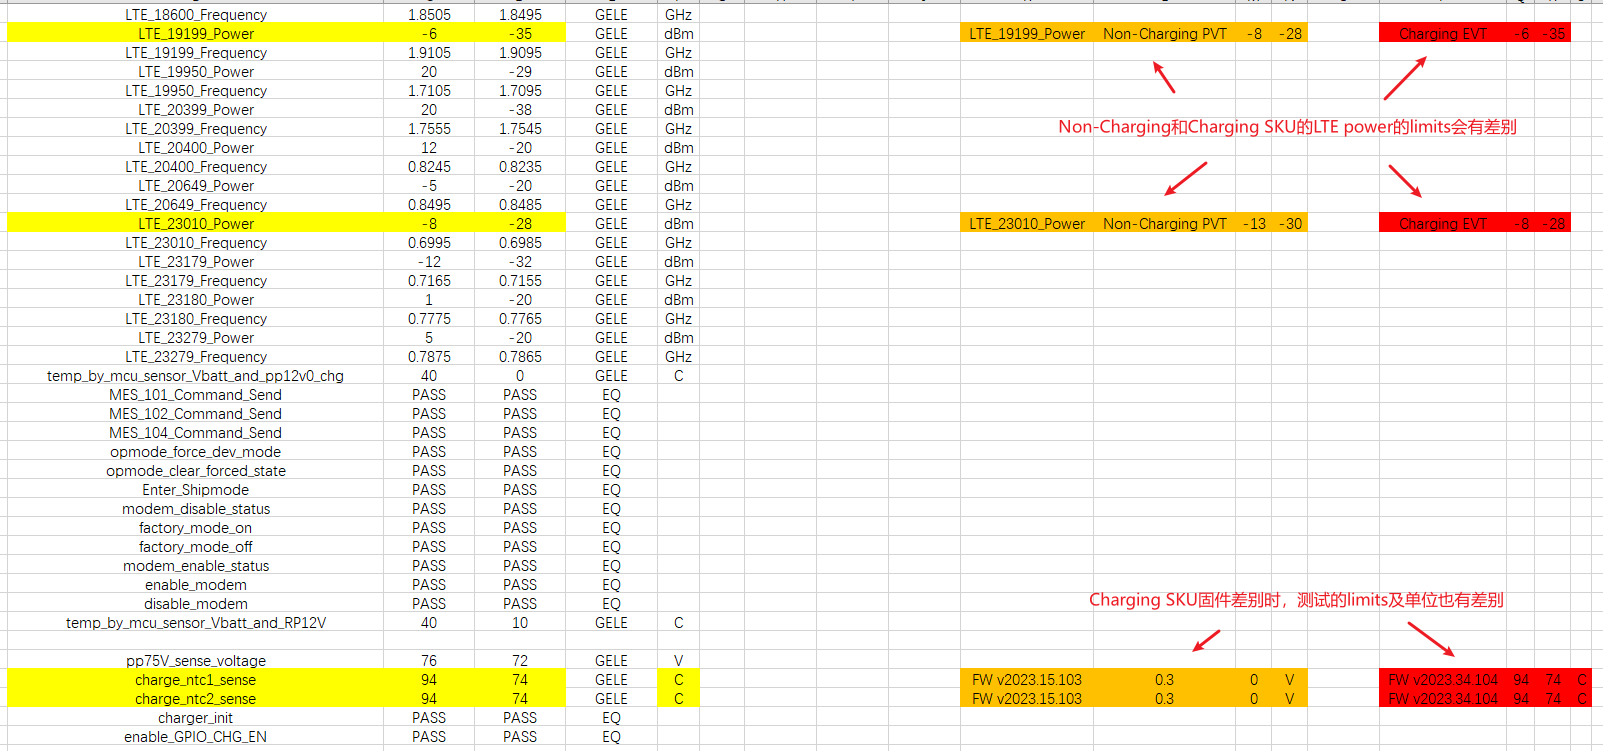 LTE_18600_Frequency 1.8505 1.8495 GELE GHz
LTE_19199_Power -6 -35 GELE dBm LTE_19199_Power Non-Charging PVT -8 -28 Charging EVT -6 -35
LTE_19199_Frequency 1.9105 1.9095 GELE GHz
LTE_19950_Power 20 -29 GELE dBm
LTE_19950_Frequency 1.7105 1.7095 GELE GHz
LTE_20399_Power 20 -38 GELE dBm
LTE_20399_Frequency 1.7555 1.7545 GELE GHz
Non-Charging和Charging SKU的LTE power的limits会有差别
LTE_20400_Power 12 -20 GELE dBm
LTE_20400_Frequency 0.8245 0.8235 GELE GHz
LTE_20649_Power -5 -20 GELE dBm
LTE_20649_Frequency 0.8495 0.8485 GELE GHz
LTE_23010_Power -8 -28 GELE dBm LTE_23010_Power Non-Charging PVT -13 -30 Charging EVT -8 -28
LTE_23010_Frequency 0.6995 0.6985 GELE GHz
LTE_23179_Power -12 -32 GELE dBm
LTE_23179_Frequency 0.7165 0.7155 GELE GHz
LTE_23180_Power 1 -20 GELE dBm
LTE_23180_Frequency 0.7775 0.7765 GELE GHz
LTE_23279_Power 5 -20 GELE dBm
LTE_23279_Frequency 0.7875 0.7865 GELE GHz
temp_by_mcu_sensor_Vbatt_and_pp12v0_chg 40 0 GELE C
MES_101_Command_Send PASS PASS EQ
MES_102_Command_Send PASS PASS EQ
MES_104_Command_Send PASS PASS EQ
opmode_force_dev_mode PASS PASS EQ
opmode_clear_forced_state PASS PASS EQ
Enter_Shipmode PASS PASS EQ
modem_disable_status PASS PASS EQ
factory_mode_on PASS PASS EQ
factory_mode_off PASS PASS EQ
modem_enable_status PASS PASS EQ
enable_modem PASS PASS EQ
disable_modem PASS PASS EQ
Charging SKU固件差别时，测试的limits及单位也有差别
temp_by_mcu_sensor_Vbatt_and_RP12V 40 10 GELE C
pp75V_sense_voltage 76 72 GELE V
charge_ntc1_sense 94 74 GELE C FW v2023.15.103 0.3 0 V FW v2023.34.104 94 74 C
charge_ntc2_sense 94 74 GELE C FW v2023.15.103 0.3 0 V FW v2023.34.104 94 74 C
charger_init PASS PASS EQ
enable_GPIO_CHG_EN PASS PASS EQ